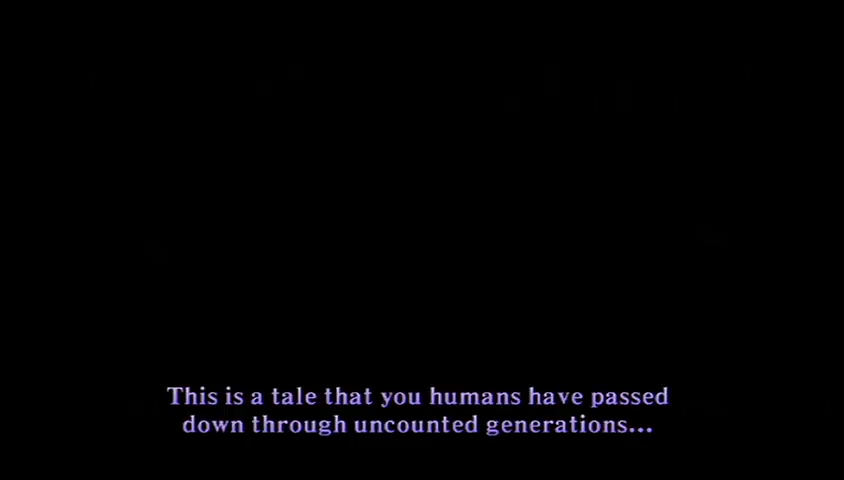 This is a tale that you humans have passed
down through uncounted generations...